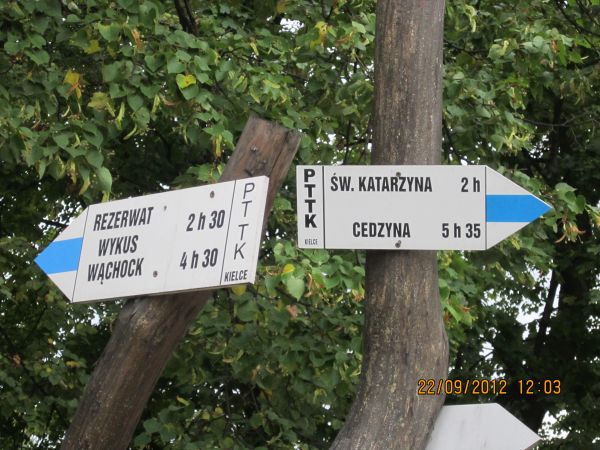 REZERWAT 2 h 30
WYKUS
WĄCHOCK 4 h 30
PTTK
KIELCE
PTTK
KIELCE
ŚW. KATARZYNA 2 h
CEDZYNA 5 h 35
22/09/2012 12:03